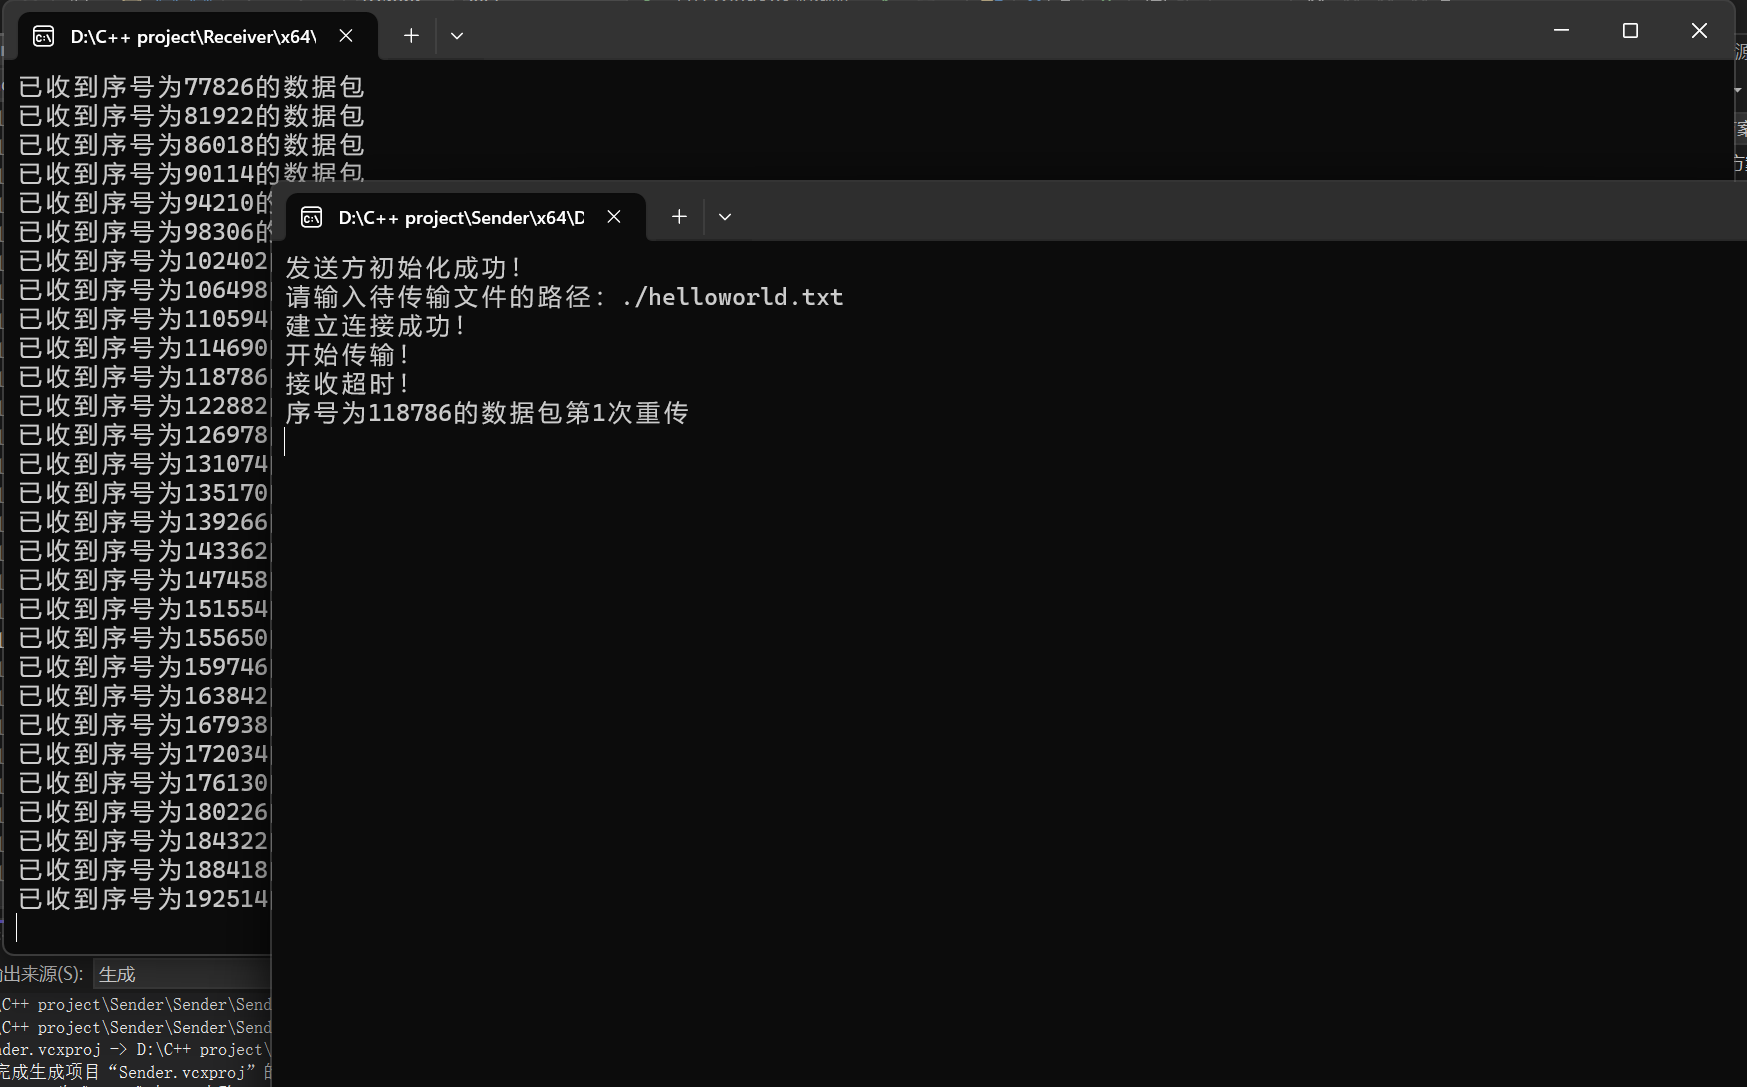 D:\C++ project\Receiver\x64\
已收到序号为77826的数据包
已收到序号为81922的数据包
已收到序号为86018的数据包
已收到序号为90114的数据包
已收到序号为94210的
已收到序号为98306的
已收到序号为102402
已收到序号为106498
已收到序号为110594
已收到序号为114690
已收到序号为118786
已收到序号为122882
已收到序号为126978
已收到序号为131074
已收到序号为135170
已收到序号为139266
已收到序号为143362
已收到序号为147458
已收到序号为151554
已收到序号为155650
已收到序号为159746
已收到序号为163842
已收到序号为167938
已收到序号为172034
已收到序号为176130
已收到序号为180226
已收到序号为184322
已收到序号为188418
已收到序号为192514
D:\C++ project\Sender\x64\D
发送方初始化成功!
请输入待传输文件的路径: ./helloworld.txt
建立连接成功!
开始传输!
接收超时!
序号为118786的数据包第1次重传
出来源(S): 生成
\C++ project\Sender\Sender\Send
\C++ project\Sender\Sender\Send
nder.vcxproj -> D:\C++ project\
完成生成项目“Sender.vcxproj”的